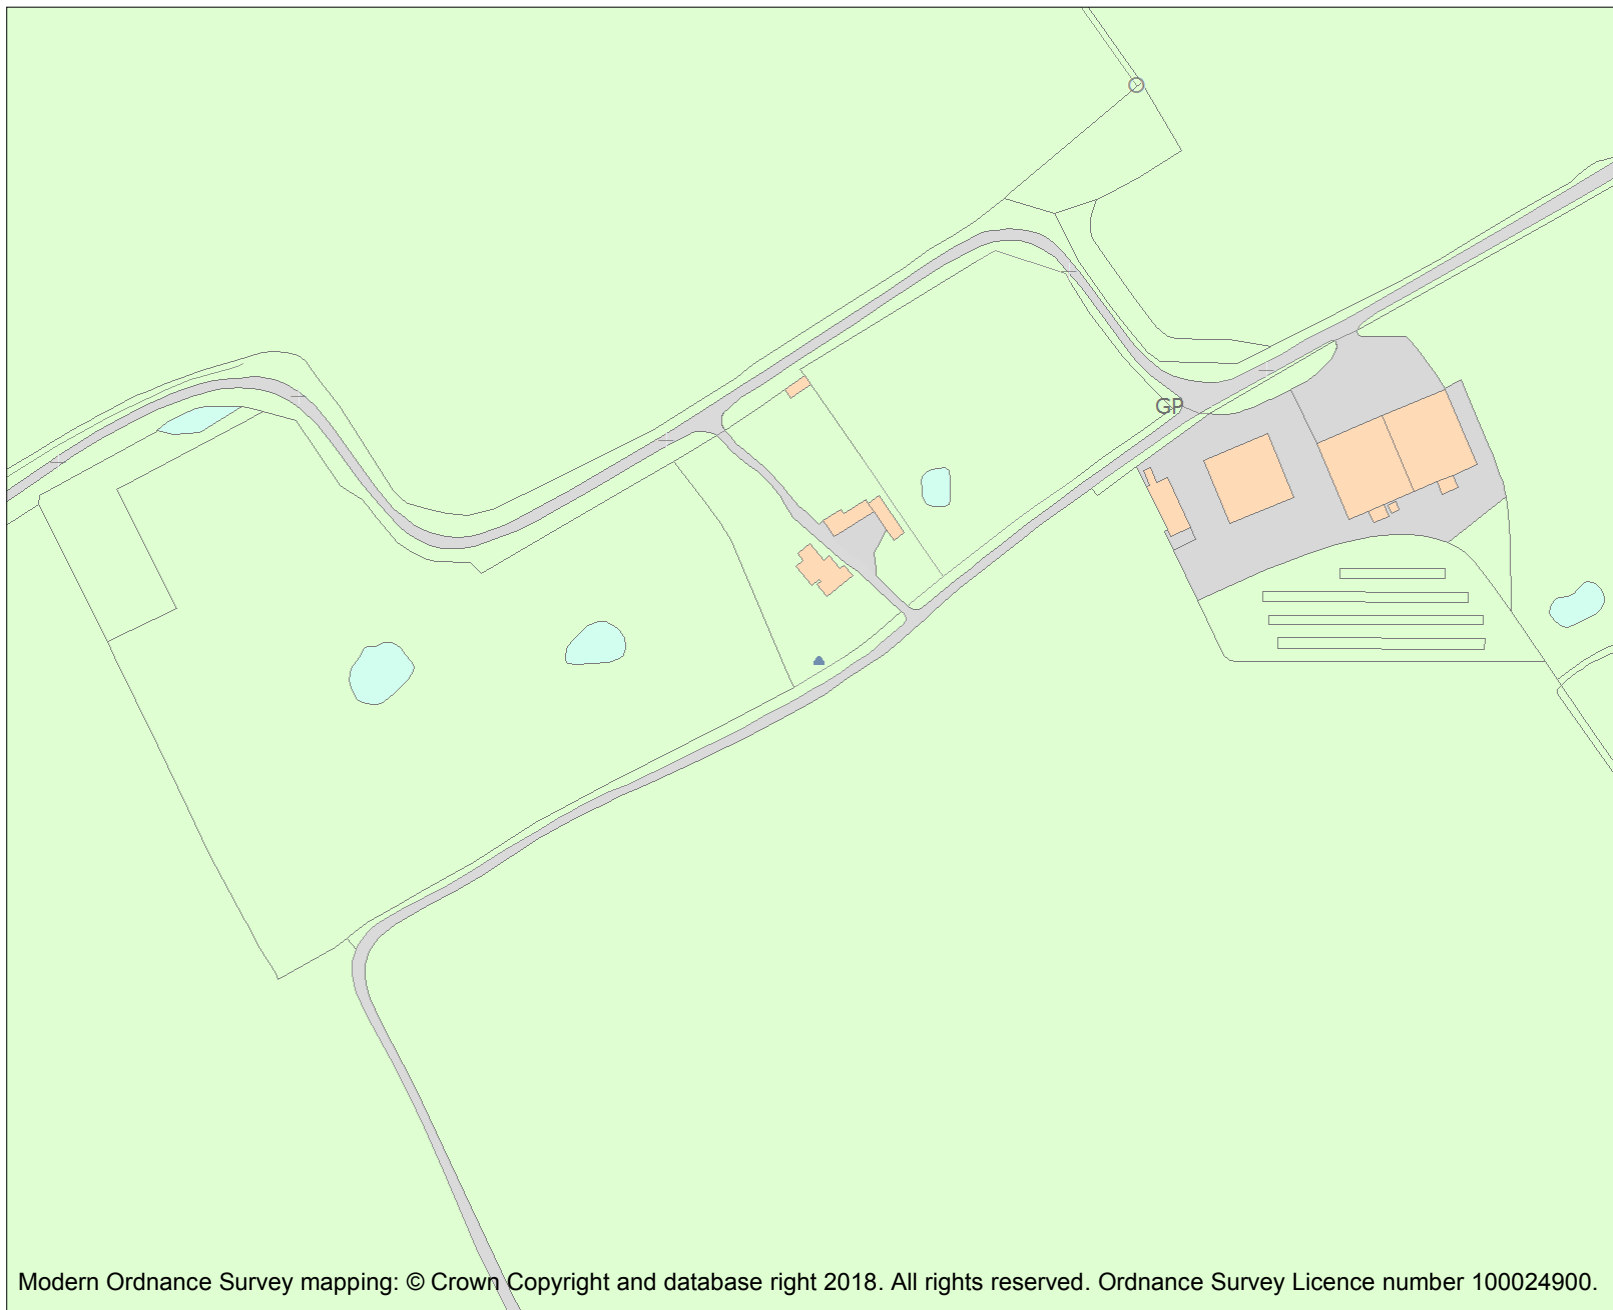 GP
Modern Ordnance Survey mapping: © Crown Copyright and database right 2018. All rights reserved. Ordnance Survey Licence number 100024900.